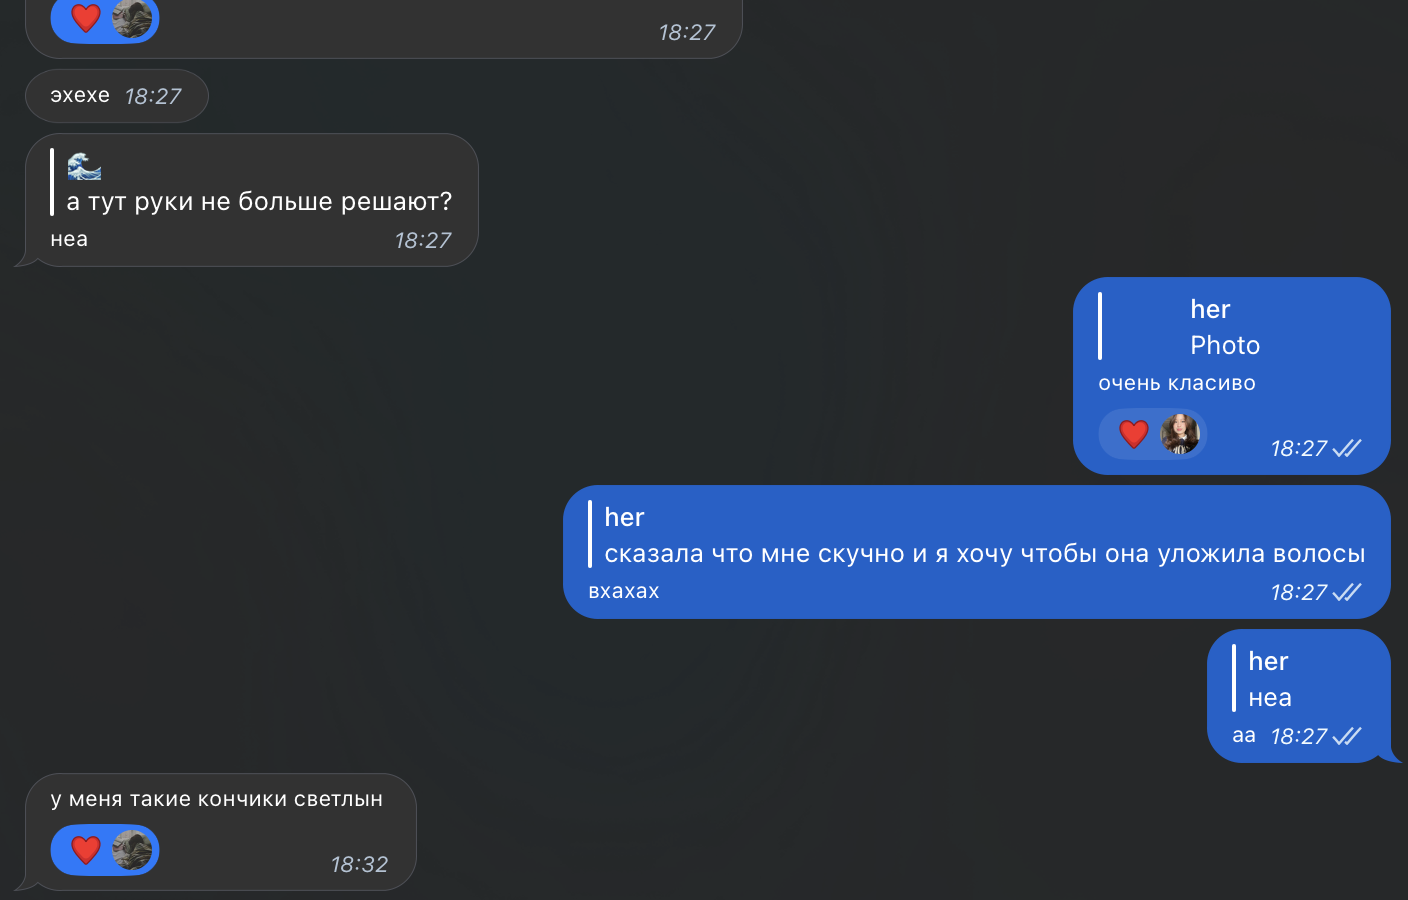 18:27
эхехе 18:27
🌊
а тут руки не больше решают?
неа 18:27
her
Photo
очень класиво
18:27
her
сказала что мне скучно и я хочу чтобы она уложила волосы
вхахах 18:27
her
неа
аа 18:27
у меня такие кончики светлын
18:32